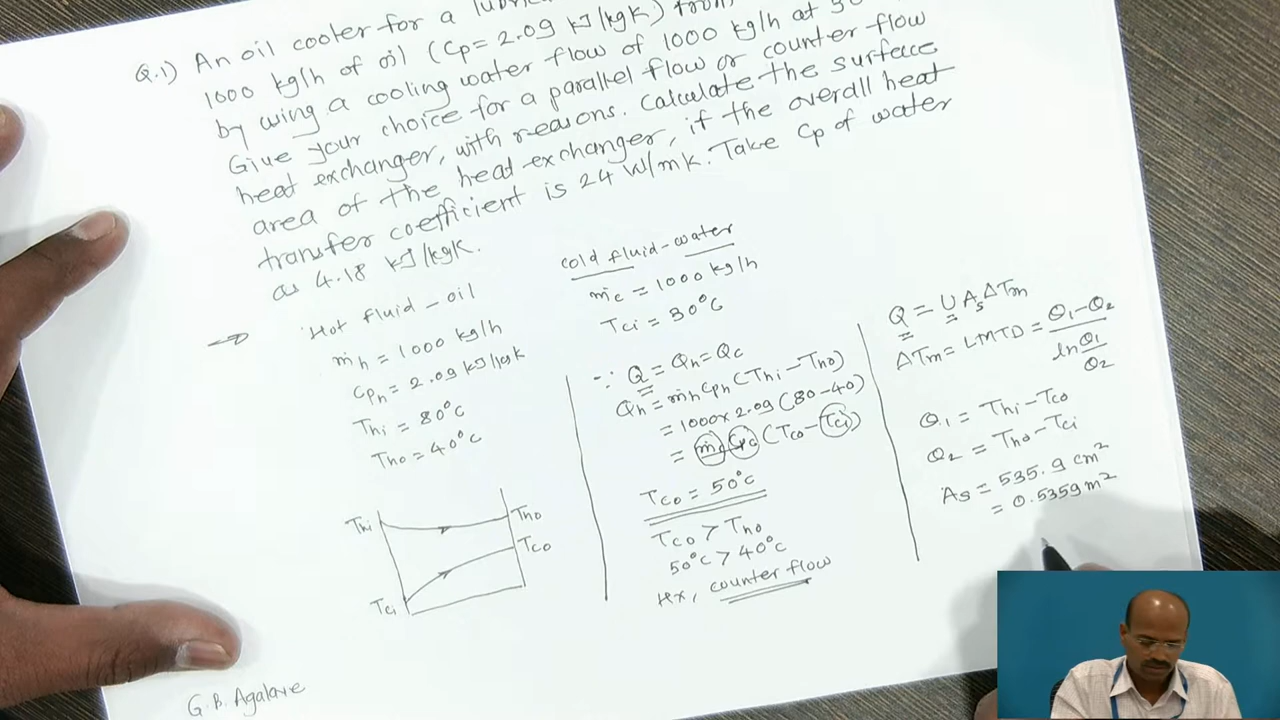 Q.1) An oil cooler for a
1000 kg/h of oil (Cp = 2.09 kJ/kgK) from
by using a cooling water flow of 1000 kg/h at 30
Give your choice for a parallel flow or counter flow
heat exchanger, with reasons. Calculate the surface
area of the heat exchanger, if the overall heat
transfer coefficient is 24 W/mK. Take Cp of water
as 4.18 kJ/kgK.
Hot fluid - oil
ṁh = 1000 kg/h
Cph = 2.09 kJ/kgK
Thi = 80°C
Tho = 40°C
Thi
Tho
Tco
Tci
cold fluid - water
ṁc = 1000 kg/h
Tci = 30°C
∵ Q = Qh = Qc
Qh = ṁh Cph (Thi - Tho)
= 1000 × 2.09 (80 - 40)
= ṁc Cpc (Tco - Tci)
Tco = 50°C
Tco > Tho
50°C > 40°C
Hx, counter flow
Q = U As ΔTm
ΔTm = LMTD = θ1 - θ2 / ln θ1/θ2
θ1 = Thi - Tco
θ2 = Tho - Tci
As = 535.9 cm²
= 0.5359 m²
G. B. Agalave